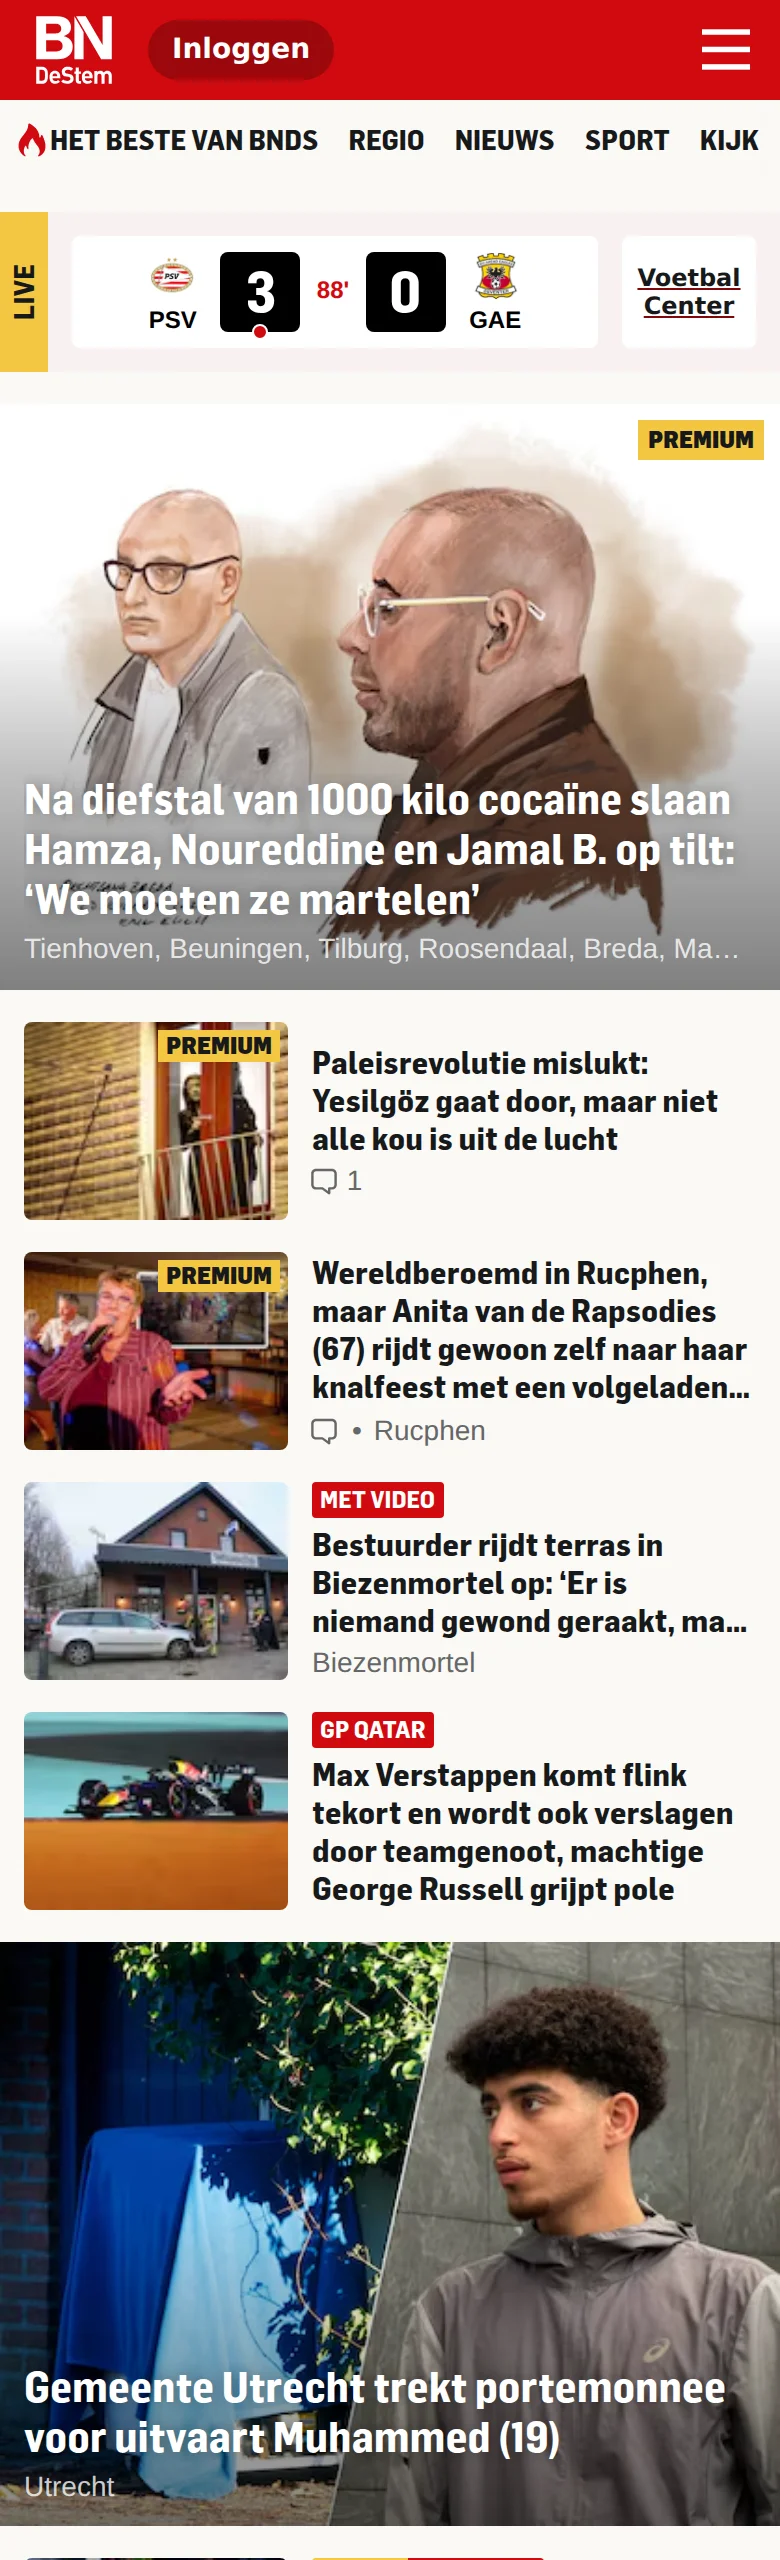 BN
DeStem
Inloggen
HET BESTE VAN BNDS
REGIO
NIEUWS
SPORT
KIJK
LIVE
PSV
PSV
3
88'
0
GAE
Voetbal
Center
PREMIUM
Na diefstal van 1000 kilo cocaïne slaan
Hamza, Noureddine en Jamal B. op tilt:
‘We moeten ze martelen’
Tienhoven, Beuningen, Tilburg, Roosendaal, Breda, Ma…
PREMIUM
Paleisrevolutie mislukt:
Yesilgöz gaat door, maar niet
alle kou is uit de lucht
1
PREMIUM
Wereldberoemd in Rucphen,
maar Anita van de Rapsodies
(67) rijdt gewoon zelf naar haar
knalfeest met een volgeladen...
• Rucphen
MET VIDEO
Bestuurder rijdt terras in
Biezenmortel op: ‘Er is
niemand gewond geraakt, ma...
Biezenmortel
GP QATAR
Max Verstappen komt flink
tekort en wordt ook verslagen
door teamgenoot, machtige
George Russell grijpt pole
Gemeente Utrecht trekt portemonnee
voor uitvaart Muhammed (19)
Utrecht